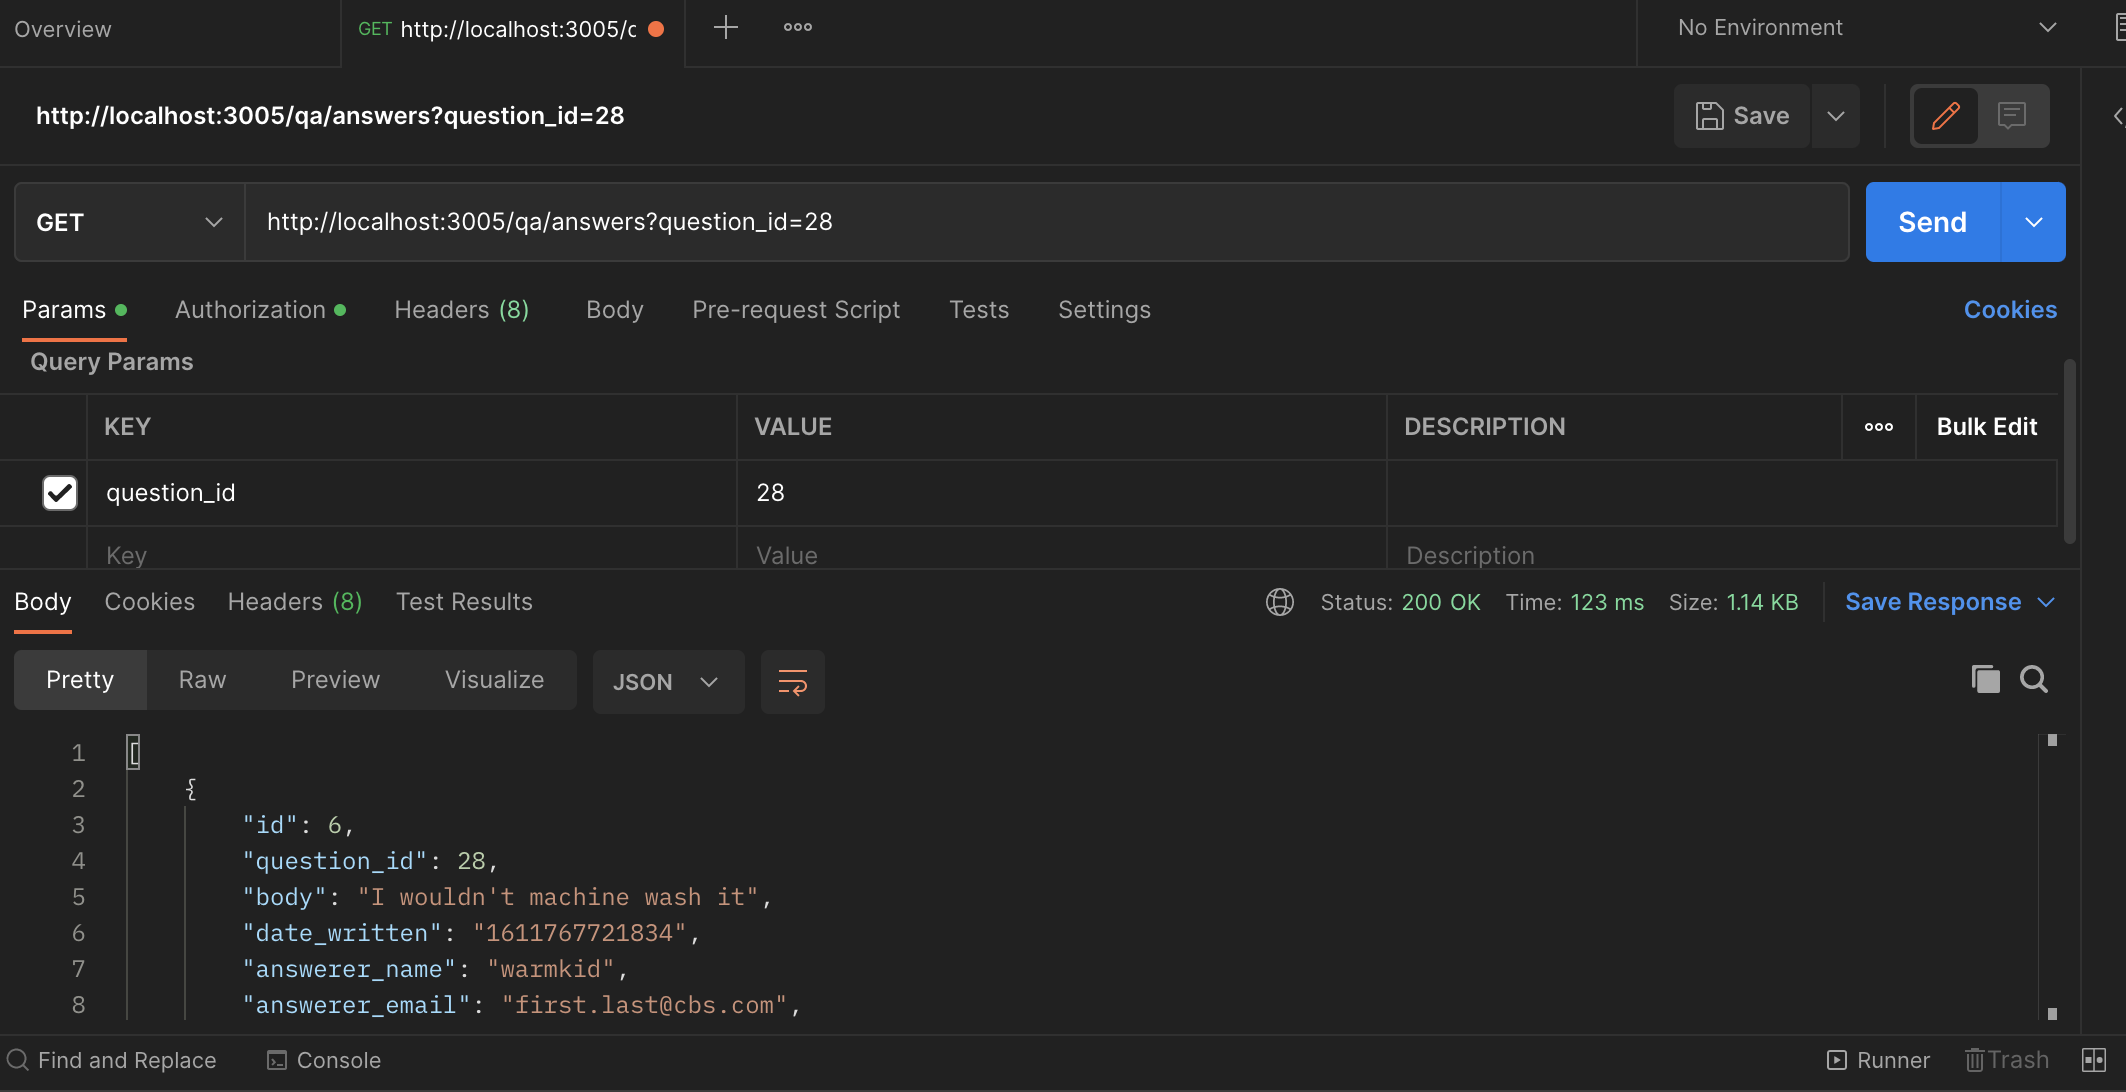 Overview
GET http://localhost:3005/c
No Environment
http://localhost:3005/qa/answers?question_id=28
Save
GET
http://localhost:3005/qa/answers?question_id=28
Send
Params
Authorization
Headers (8)
Body
Pre-request Script
Tests
Settings
Cookies
Query Params
KEY
VALUE
DESCRIPTION
Bulk Edit
question_id
28
Key
Value
Description
Body
Cookies
Headers (8)
Test Results
Status: 200 OK
Time: 123 ms
Size: 1.14 KB
Save Response
Pretty
Raw
Preview
Visualize
JSON
1 [
2 {
3 "id": 6,
4 "question_id": 28,
5 "body": "I wouldn't machine wash it",
6 "date_written": "1611767721834",
7 "answerer_name": "warmkid",
8 "answerer_email": "first.last@cbs.com",
Find and Replace
Console
Runner
Trash